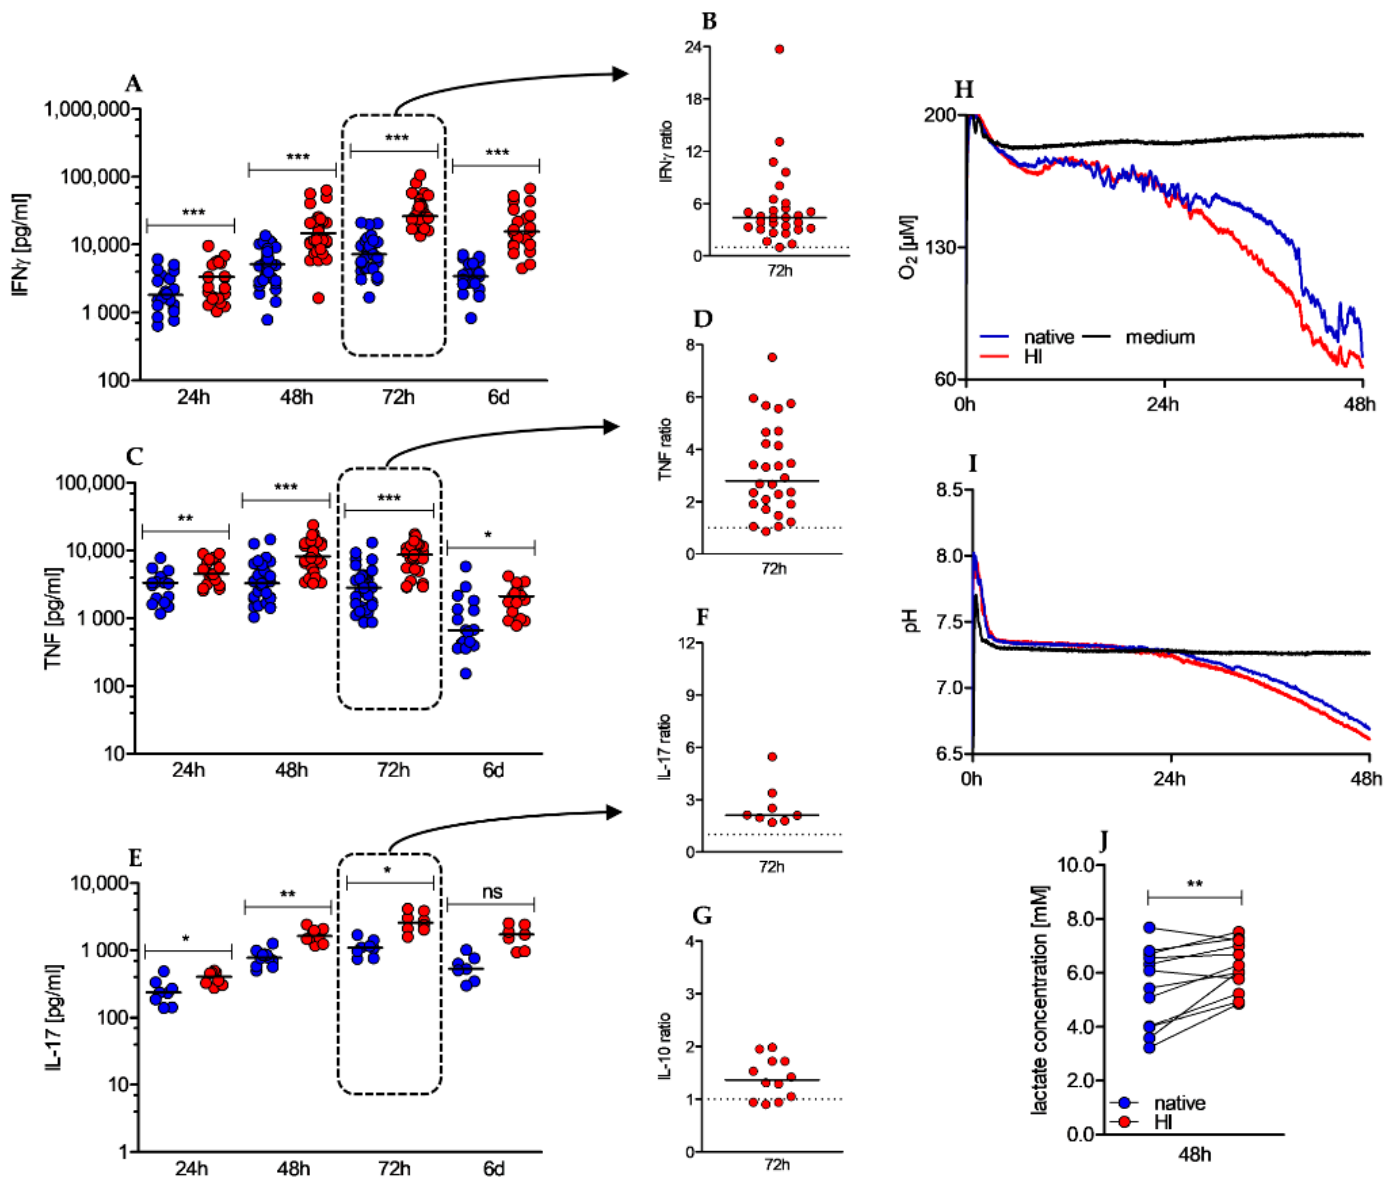 A
1,000,000
100,000
10,000
1 000
100
IFNγ [pg/ml]
***
***
***
***
24h
48h
72h
6d
B
24
18
12
6
0
IFNγ ratio
72h
C
100,000
10,000
1 000
100
10
TNF [pg/ml]
**
***
***
*
24h
48h
72h
6d
D
8
6
4
2
0
TNF ratio
72h
E
10,000
1 000
100
10
1
IL-17 [pg/ml]
*
**
*
ns
24h
48h
72h
6d
F
12
9
6
3
0
IL-17 ratio
72h
G
4
3
2
1
0
IL-10 ratio
72h
H
200
130
60
O₂ [µM]
native
medium
HI
0h
24h
48h
I
8.5
8.0
7.5
7.0
6.5
pH
0h
24h
48h
J
10.0
8.0
6.0
4.0
2.0
0.0
lactate concentration [mM]
**
native
HI
48h